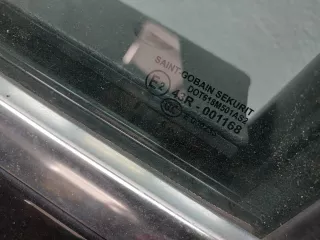 SAINT-GOBAIN SEKURIT
DOT618M501AS2
E2 43R - 001168